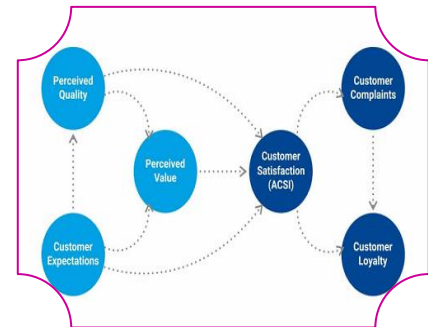 Perceived
Quality
Customer
Complaints
Perceived
Value
Customer
Satisfaction
(ACSI)
Customer
Expectations
Customer
Loyalty